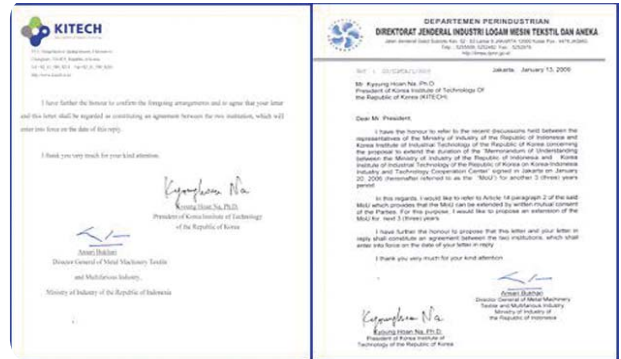 KITECH
I have further the honour to confirm the foregoing arrangements and to agree that your letter
and this letter shall be regarded as constituting an agreement between the two institution, which will
enter into force on the date of this reply.
I thank you very much for your kind attention.
Kyoung Hoan Na, Ph.D.
President of Korea Institute of Technology
of the Republic of Korea
Ansari Bukhari
Director General of Metal Machinery Textile
and Multifarious Industry,
Ministry of Industry of the Republic of Indonesia
DEPARTEMEN PERINDUSTRIAN
DIREKTORAT JENDERAL INDUSTRI LOGAM MESIN TEKSTIL DAN ANEKA
Jakarta, January 13, 2009
Mr. Kyoung Hoan Na, Ph.D.
President of Korea Institute of Technology Of
the Republic of Korea (KITECH)
Dear Mr. President,
I have the honour to refer to the recent discussions held between the
representatives of the Ministry of Industry of the Republic of Indonesia and
Korea Institute of Industrial Technology of the Republic of Korea concerning
the proposal to extend the duration of the "Memorandum of Understanding
between the Ministry of Industry of the Republic of Indonesia and Korea
Institute of Industrial Technology of the Republic of Korea on Korea-Indonesia
Industry and Technology Cooperation Center" signed in Jakarta on January
20, 2006 (hereinafter referred to as the "MoU") for another 3 (three) years
period.
In this regards, I would like to refer to Article 14 paragraph 2 of the said
MoU which provides that the MoU can be extended by written mutual consent
of the Parties. For this purpose, I would like to propose an extension of the
MoU for next 3 (three) years.
I have further the honour to propose that this letter and your letter in
reply shall constitute an agreement between the two institutions, which shall
enter into force on the date of your letter in reply
I thank you very much for your kind attention
Ansari Bukhari
Director General of Metal Machinery
Textile and Multifarious Industry
Ministry of Industry of
the Republic of Indonesia
Kyoung Hoan Na, Ph.D.
President of Korea Institute of
Technology of the Republic of Korea